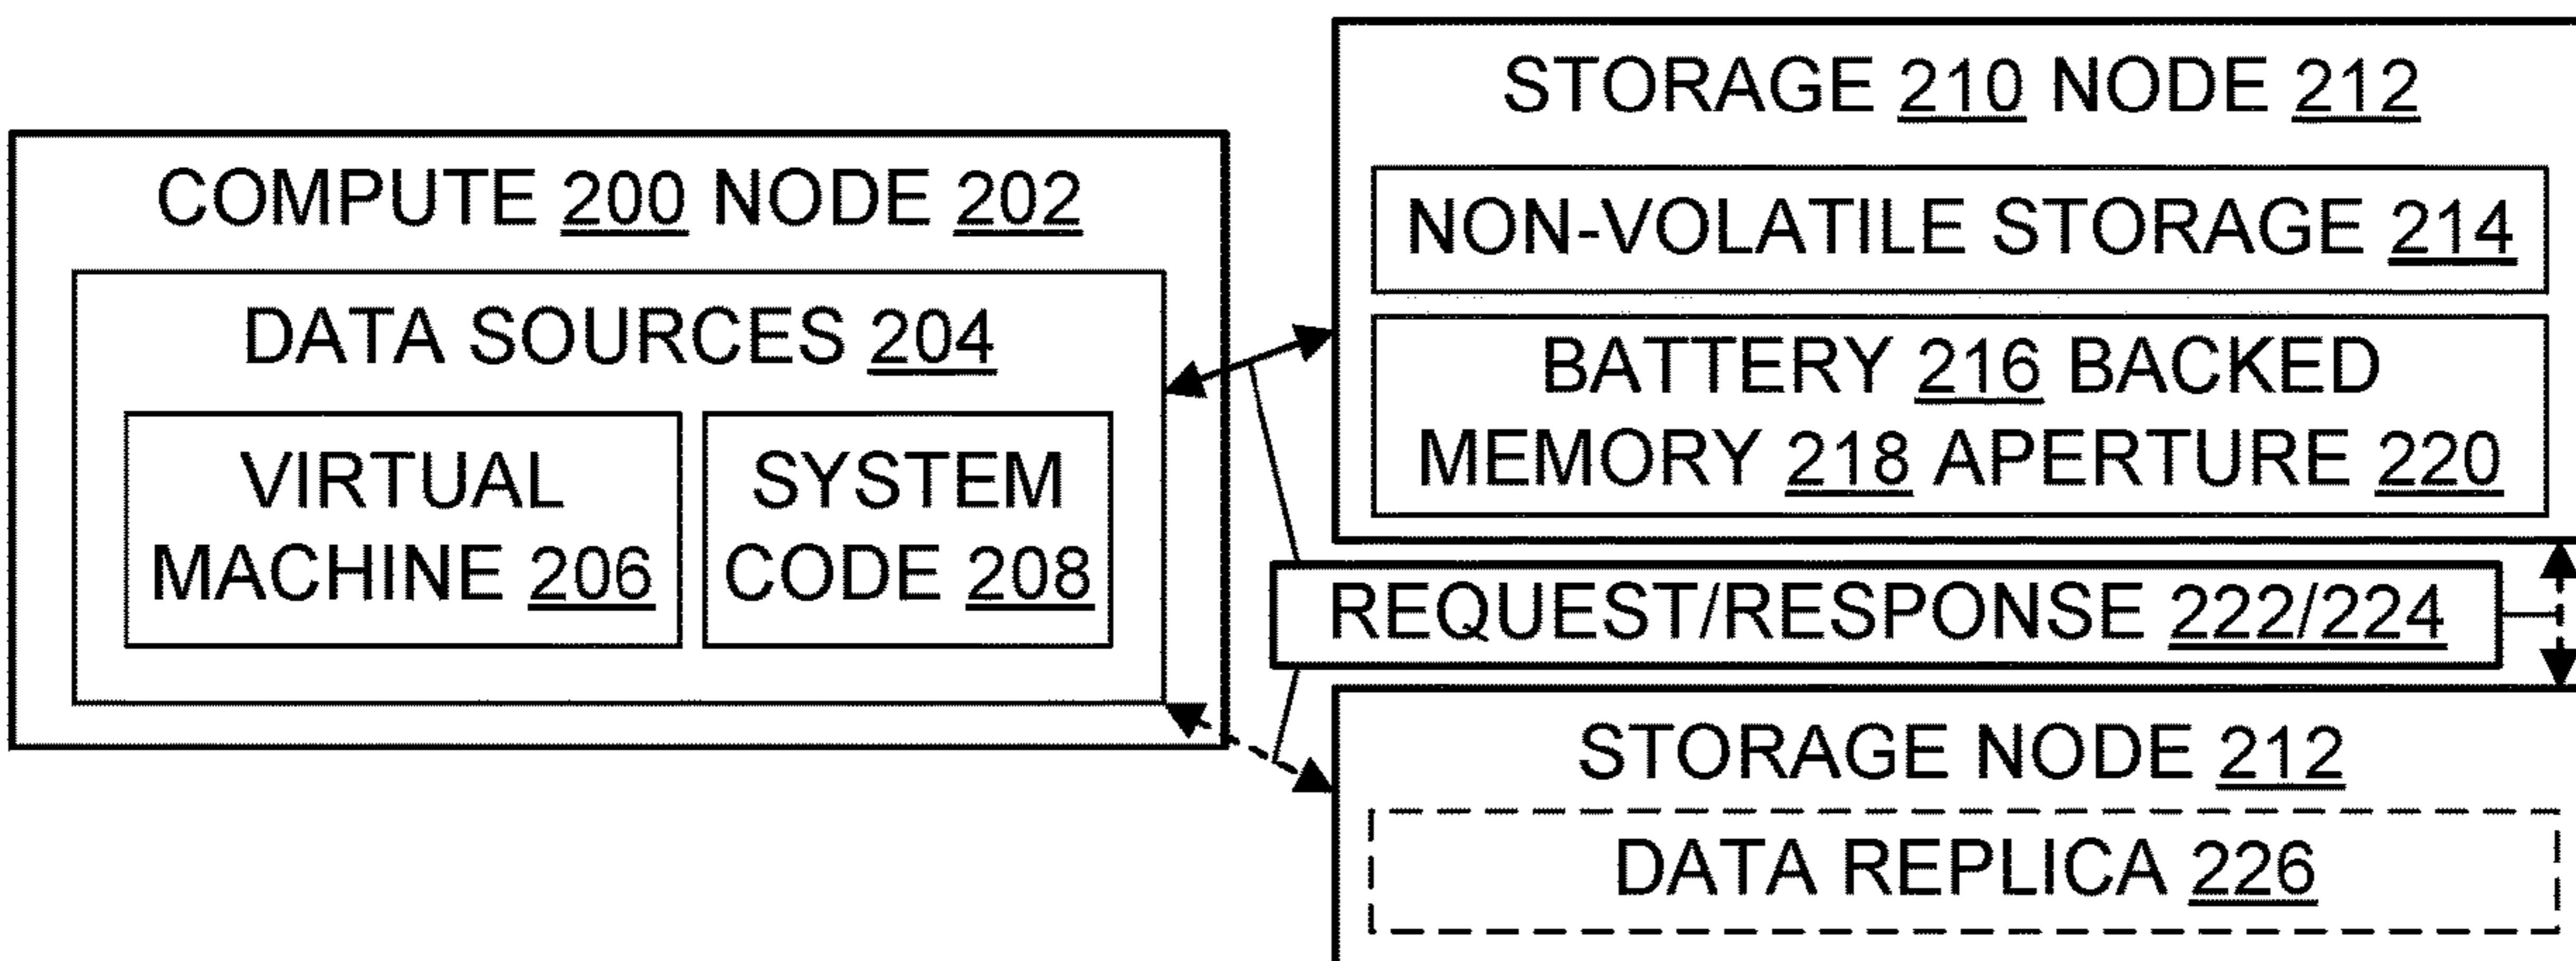 COMPUTE 200 NODE 202
DATA SOURCES 204
VIRTUAL
MACHINE 206
SYSTEM
CODE 208
STORAGE 210 NODE 212
NON-VOLATILE STORAGE 214
BATTERY 216 BACKED
MEMORY 218 APERTURE 220
REQUEST/RESPONSE 222/224
STORAGE NODE 212
DATA REPLICA 226